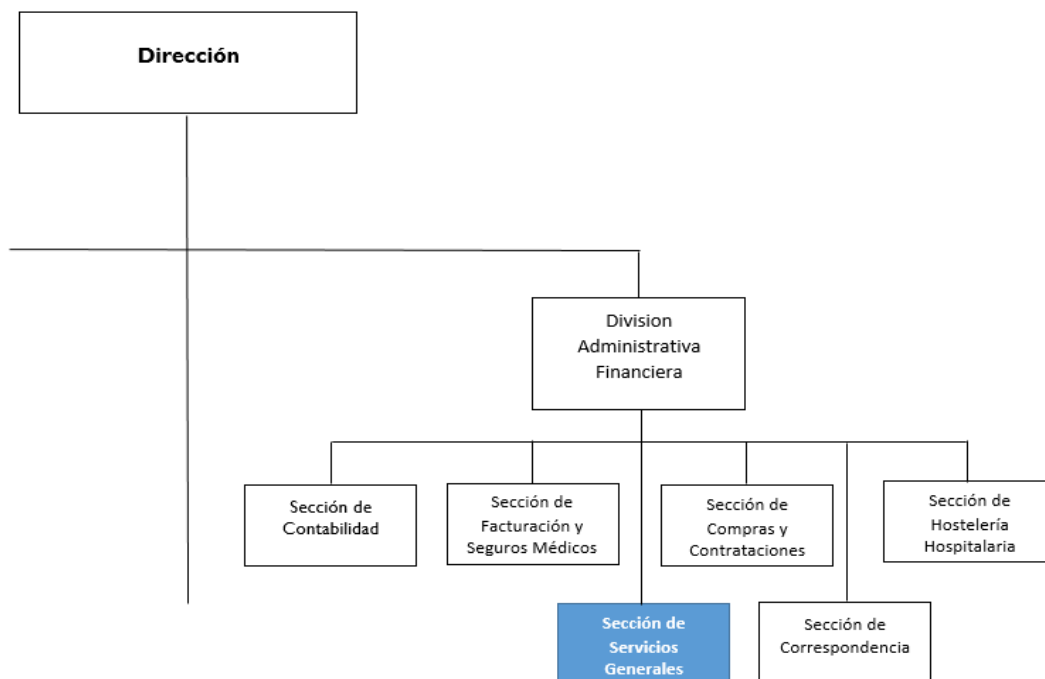 Dirección
Division
Administrativa
Financiera
Sección de
Contabilidad
Sección de
Facturación y
Seguros Médicos
Sección de
Compras y
Contrataciones
Sección de
Hostelería
Hospitalaria
Sección de
Servicios
Generales
Sección de
Correspondencia